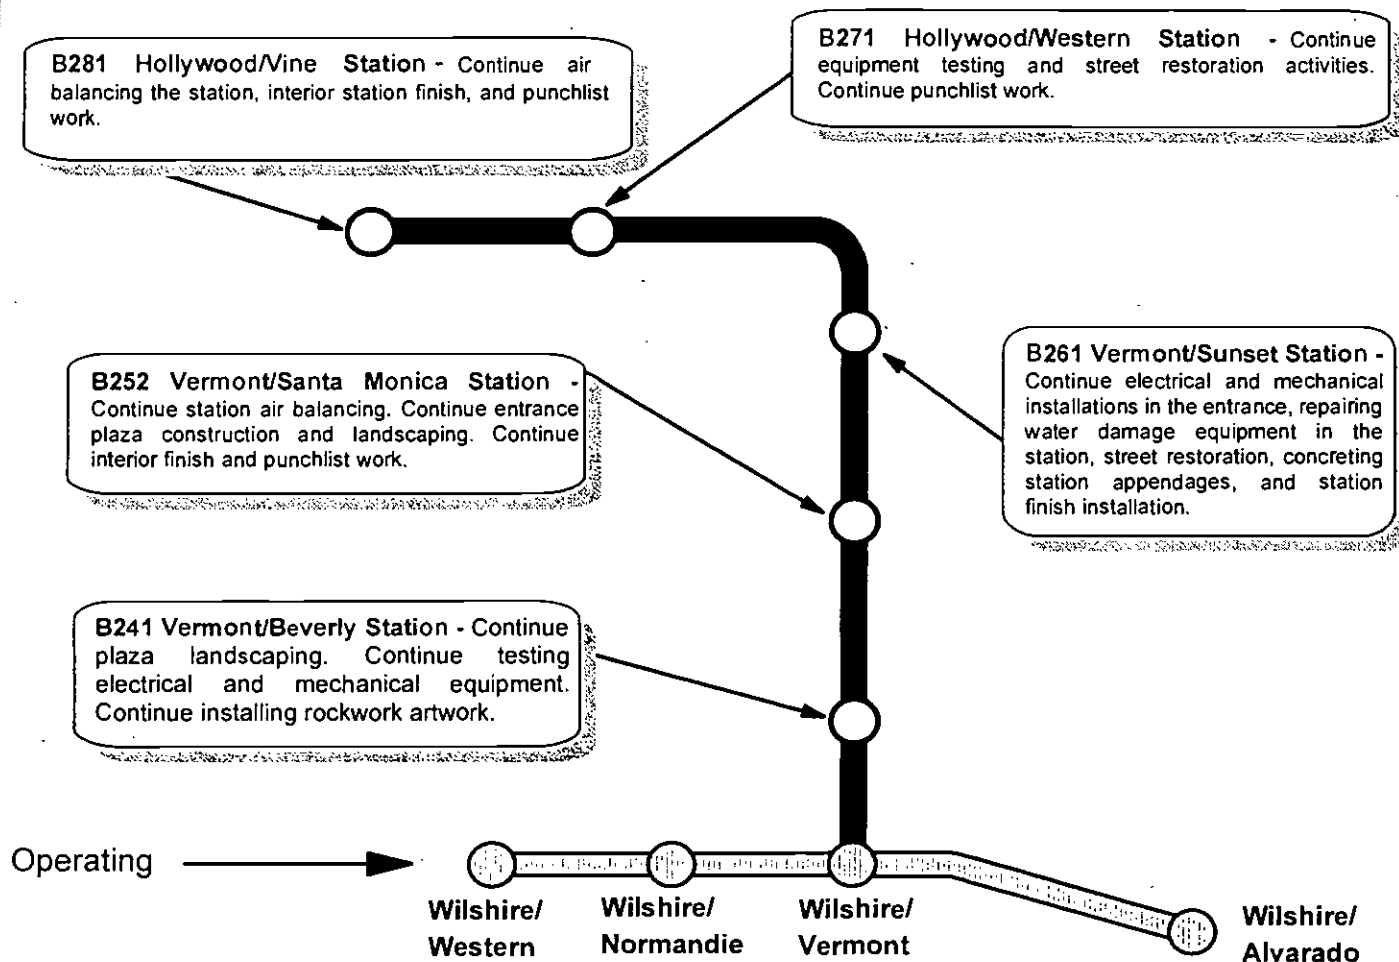 B281 Hollywood/Vine Station - Continue air
balancing the station, interior station finish, and punchlist
work.
B271 Hollywood/Western Station - Continue
equipment testing and street restoration activities.
Continue punchlist work.
B252 Vermont/Santa Monica Station -
Continue station air balancing. Continue entrance
plaza construction and landscaping. Continue
interior finish and punchlist work.
B261 Vermont/Sunset Station -
Continue electrical and mechanical
installations in the entrance, repairing
water damage equipment in the
station, street restoration, concreting
station appendages, and station
finish installation.
B241 Vermont/Beverly Station - Continue
plaza landscaping. Continue testing
electrical and mechanical equipment.
Continue installing rockwork artwork.
Operating
Wilshire/
Western
Wilshire/
Normandie
Wilshire/
Vermont
Wilshire/
Alvarado